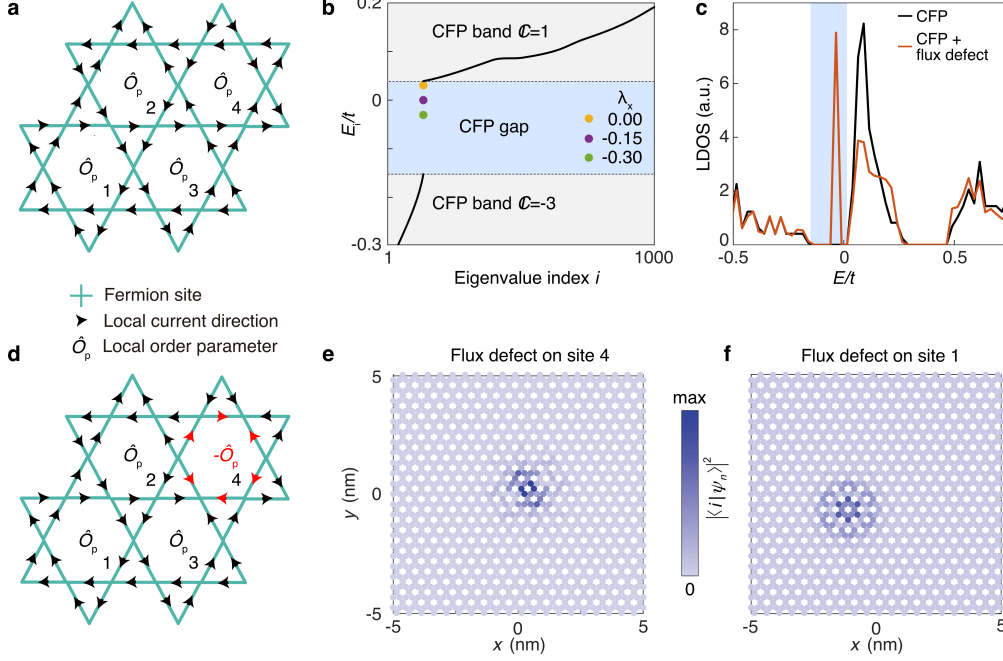 a
Ô_p
2
Ô_p
4
Ô_p
1
Ô_p
3
Fermion site
Local current direction
Ô_p Local order parameter
b
0.2
0
-0.3
E/t
CFP band ℂ=1
CFP gap
λ_x
0.00
-0.15
-0.30
CFP band ℂ=-3
1
1000
Eigenvalue index i
c
LDOS (a.u.)
8
6
4
2
0
CFP
CFP +
flux defect
-0.5
0
0.5
E/t
d
Ô_p
2
-Ô_p
4
Ô_p
1
Ô_p
3
e
Flux defect on site 4
5
0
-5
y (nm)
-5
0
5
x (nm)
max
|⟨i|ψ_n⟩|²
0
f
Flux defect on site 1
-5
0
5
x (nm)